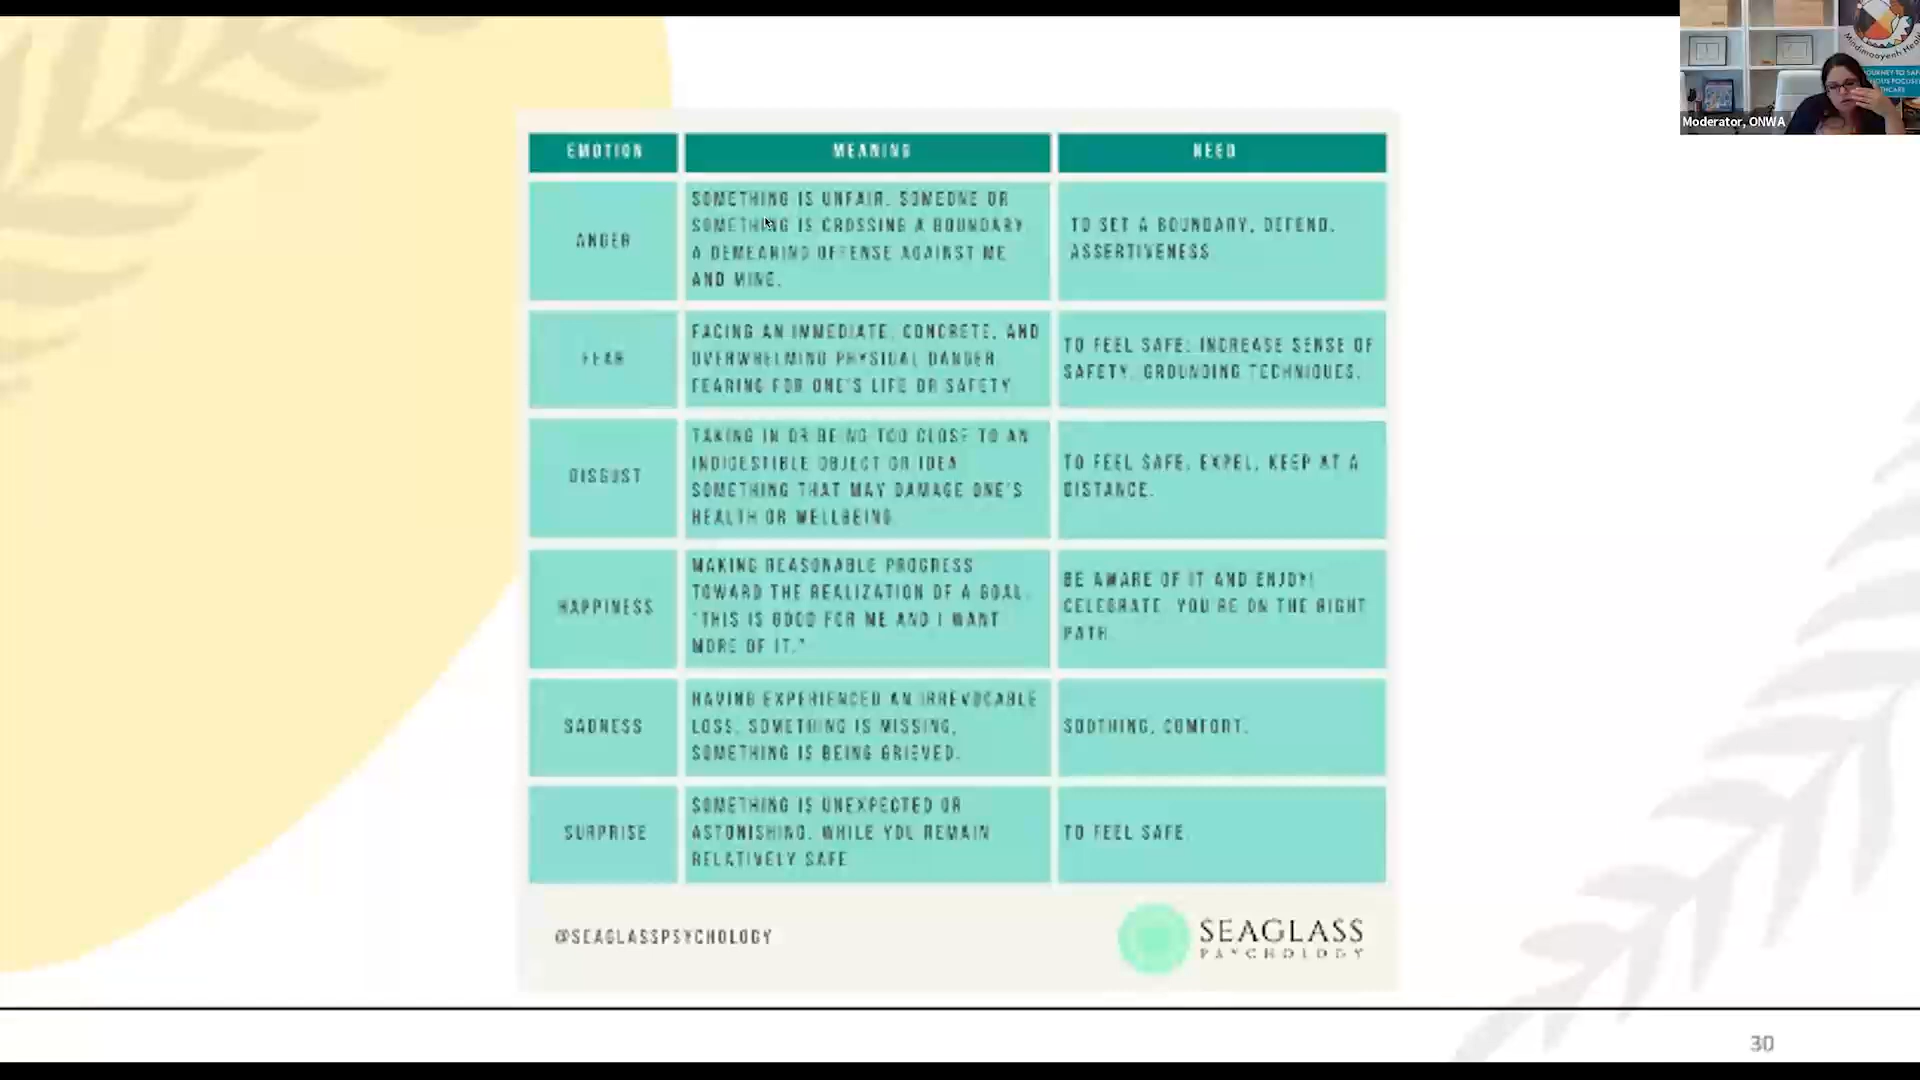 EMOTION
MEANING
NEED
ANGER
SOMETHING IS UNFAIR. SOMEONE OR
SOMETHING IS CROSSING A BOUNDARY
A DEMEANING OFFENSE AGAINST ME
AND MINE.
TO SET A BOUNDARY, DEFEND,
ASSERTIVENESS
FEAR
FACING AN IMMEDIATE, CONCRETE, AND
OVERWHELMING PHYSICAL DANGER.
FEARING FOR ONE'S LIFE OR SAFETY
TO FEEL SAFE. INCREASE SENSE OF
SAFETY. GROUNDING TECHNIQUES.
DISGUST
TAKING IN OR BEING TOO CLOSE TO AN
INDIGESTIBLE OBJECT OR IDEA
SOMETHING THAT MAY DAMAGE ONE'S
HEALTH OR WELLBEING
TO FEEL SAFE, EXPEL, KEEP AT A
DISTANCE.
HAPPINESS
MAKING REASONABLE PROGRESS
TOWARD THE REALIZATION OF A GOAL.
"THIS IS GOOD FOR ME AND I WANT
MORE OF IT."
BE AWARE OF IT AND ENJOY!
CELEBRATE. YOU'RE ON THE RIGHT
PATH
SADNESS
HAVING EXPERIENCED AN IRREVOCABLE
LOSS. SOMETHING IS MISSING,
SOMETHING IS BEING GRIEVED.
SOOTHING, COMFORT.
SURPRISE
SOMETHING IS UNEXPECTED OR
ASTONISHING, WHILE YOU REMAIN
RELATIVELY SAFE
TO FEEL SAFE
@SEAGLASSPSYCHOLOGY
SEAGLASS
PSYCHOLOGY
30
Moderator, ONWA